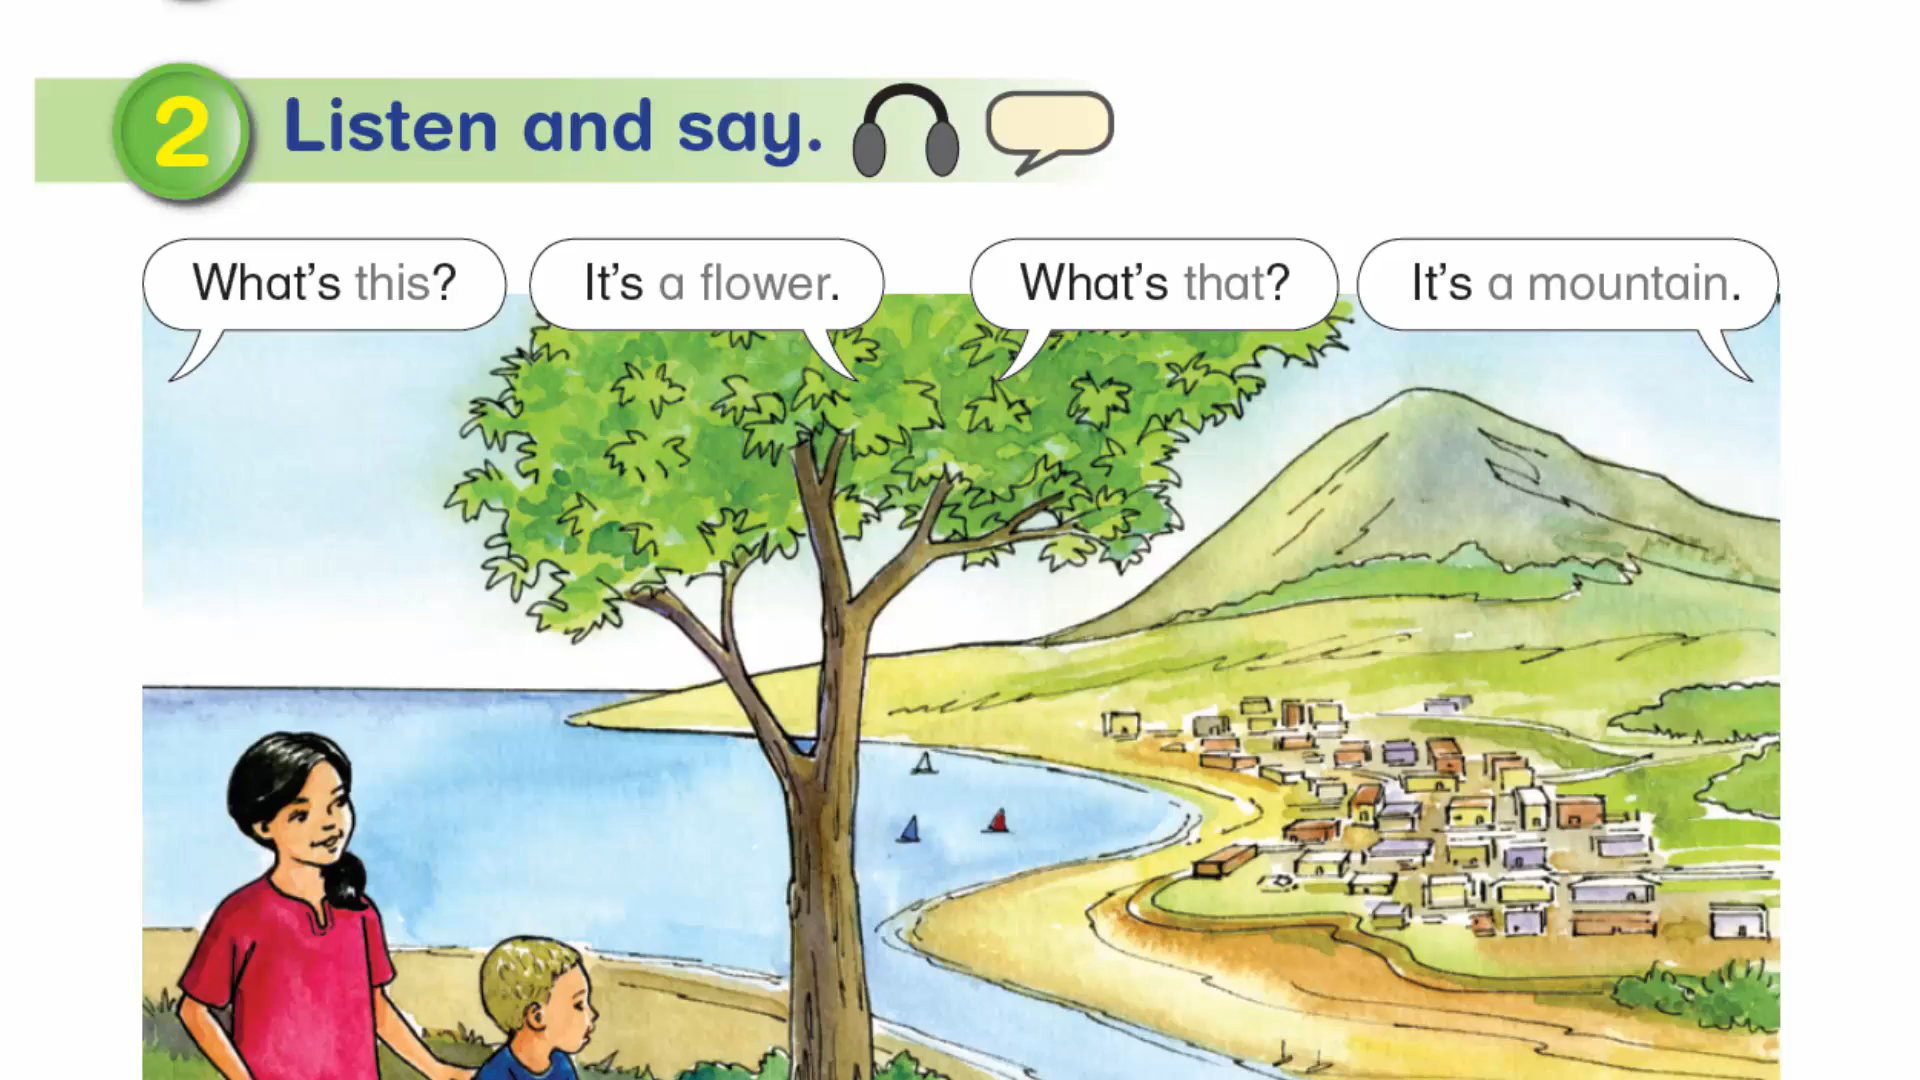 2 Listen and say.
What's this? It's a flower. What's that? It's a mountain.